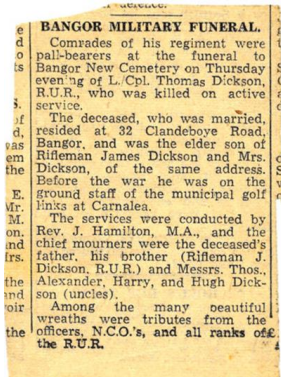 BANGOR MILITARY FUNERAL.
Comrades of his regiment were
pall-bearers at the funeral to
Bangor New Cemetery on Thursday
evening of L./Cpl. Thomas Dickson,
R.U.R., who was killed on active
service.
The deceased, who was married,
resided at 32 Clandeboye Road,
Bangor, and was the elder son of
Rifleman James Dickson and Mrs.
Dickson, of the same address.
Before the war he was on the
ground staff of the municipal golf
links at Carnalea.
The services were conducted by
Rev. J. Hamilton, M.A., and the
chief mourners were the deceased's
father, his brother (Rifleman J.
Dickson, R.U.R.) and Messrs. Thos.,
Alexander, Harry, and Hugh Dick-
son (uncles).
Among the many beautiful
wreaths were tributes from the
officers, N.C.O.'s, and all ranks of
the R.U.R.